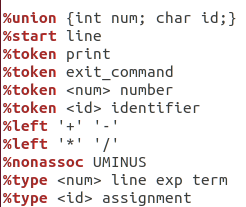 %union {int num; char id;}
%start line
%token print
%token exit_command
%token <num> number
%token <id> identifier
%left '+' '-'
%left '*' '/'
%nonassoc UMINUS
%type <num> line exp term
%type <id> assignment